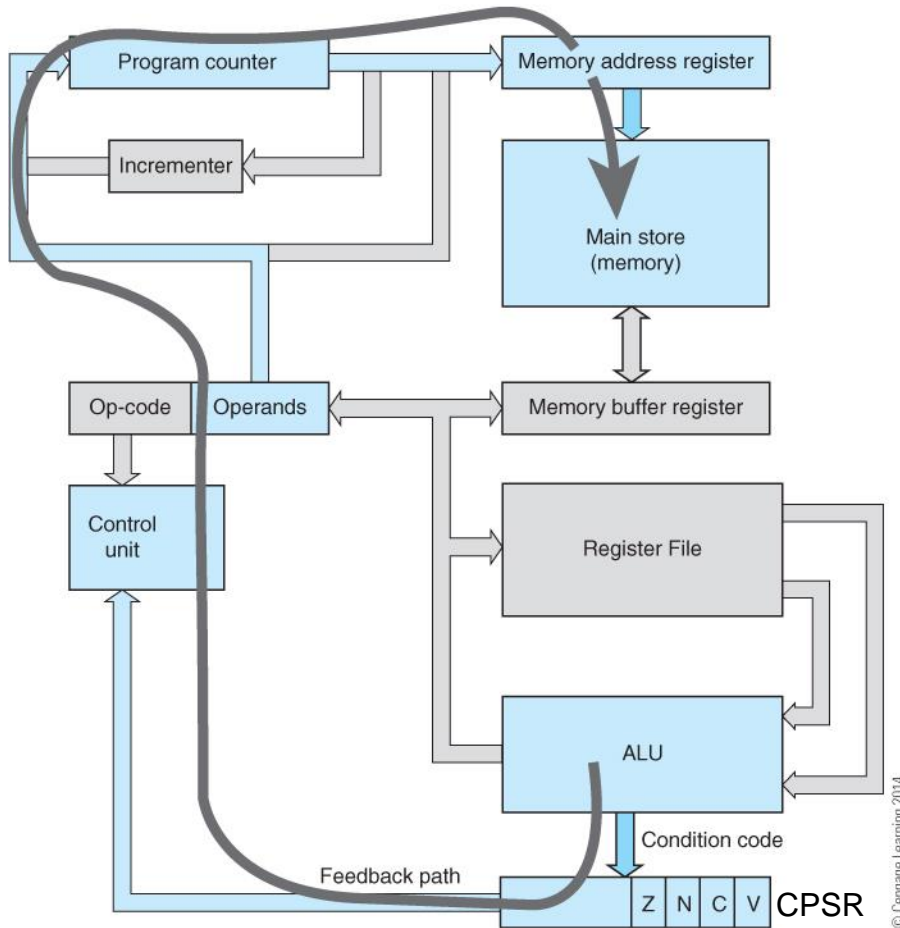 Program counter
Memory address register
Incrementer
Main store
(memory)
Op-code
Operands
Memory buffer register
Control
unit
Register File
ALU
Condition code
Feedback path
Z N C V CPSR
© Cengage Learning 2014